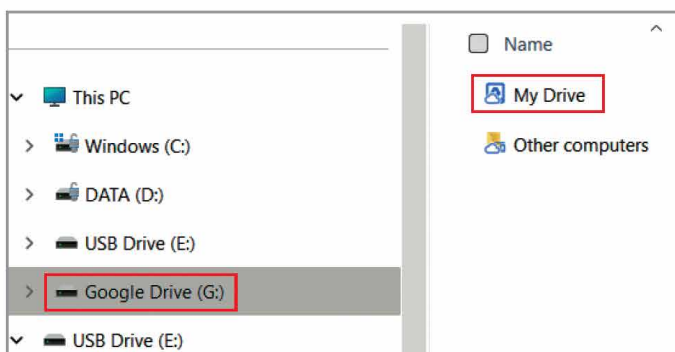 This PC
Windows (C:)
DATA (D:)
USB Drive (E:)
Google Drive (G:)
USB Drive (E:)
Name
My Drive
Other computers